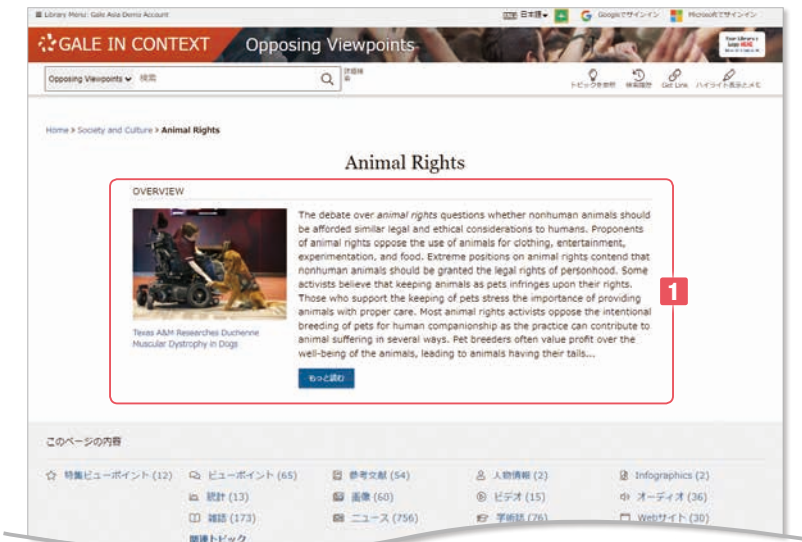 Library Menu: Gale Asia Demo Account
日本語
Googleでサインイン
Microsoftでサインイン
GALE IN CONTEXT
Opposing Viewpoints
Your Library's
Logo HERE
Opposing Viewpoints
検索
詳細検索
トピックを参照
検索履歴
Get Link
ハイライト表示とメモ
Home > Society and Culture > Animal Rights
Animal Rights
OVERVIEW
The debate over animal rights questions whether nonhuman animals should
be afforded similar legal and ethical considerations to humans. Proponents
of animal rights oppose the use of animals for clothing, entertainment,
experimentation, and food. Extreme positions on animal rights contend that
nonhuman animals should be granted the legal rights of personhood. Some
activists believe that keeping animals as pets infringes upon their rights.
Those who support the keeping of pets stress the importance of providing
animals with proper care. Most animal rights activists oppose the intentional
breeding of pets for human companionship as the practice can contribute to
animal suffering in several ways. Pet breeders often value profit over the
well-being of the animals, leading to animals having their tails...
Texas A&M Researches Duchenne
Muscular Dystrophy in Dogs
もっと読む
1
このページの内容
特集ビューポイント (12)
ビューポイント (65)
参考文献 (54)
人物情報 (2)
Infographics (2)
統計 (13)
画像 (60)
ビデオ (15)
オーディオ (36)
雑誌 (173)
ニュース (756)
学術誌 (76)
Webサイト (30)
関連トピック